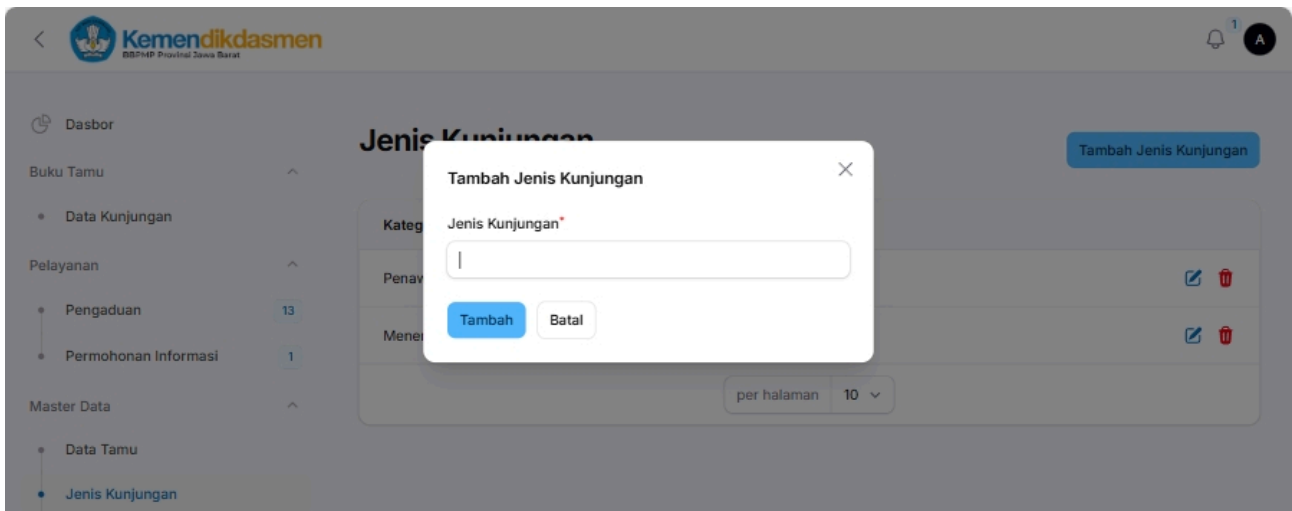 Kemendikdasmen
BBPMP Provinsi Jawa Barat
1
A
Dasbor
Buku Tamu
Data Kunjungan
Pelayanan
Pengaduan 13
Permohonan Informasi 1
Master Data
Data Tamu
Jenis Kunjungan
Jenis Kunjungan
Tambah Jenis Kunjungan
Tambah Jenis Kunjungan
Jenis Kunjungan*
Tambah Batal
per halaman 10